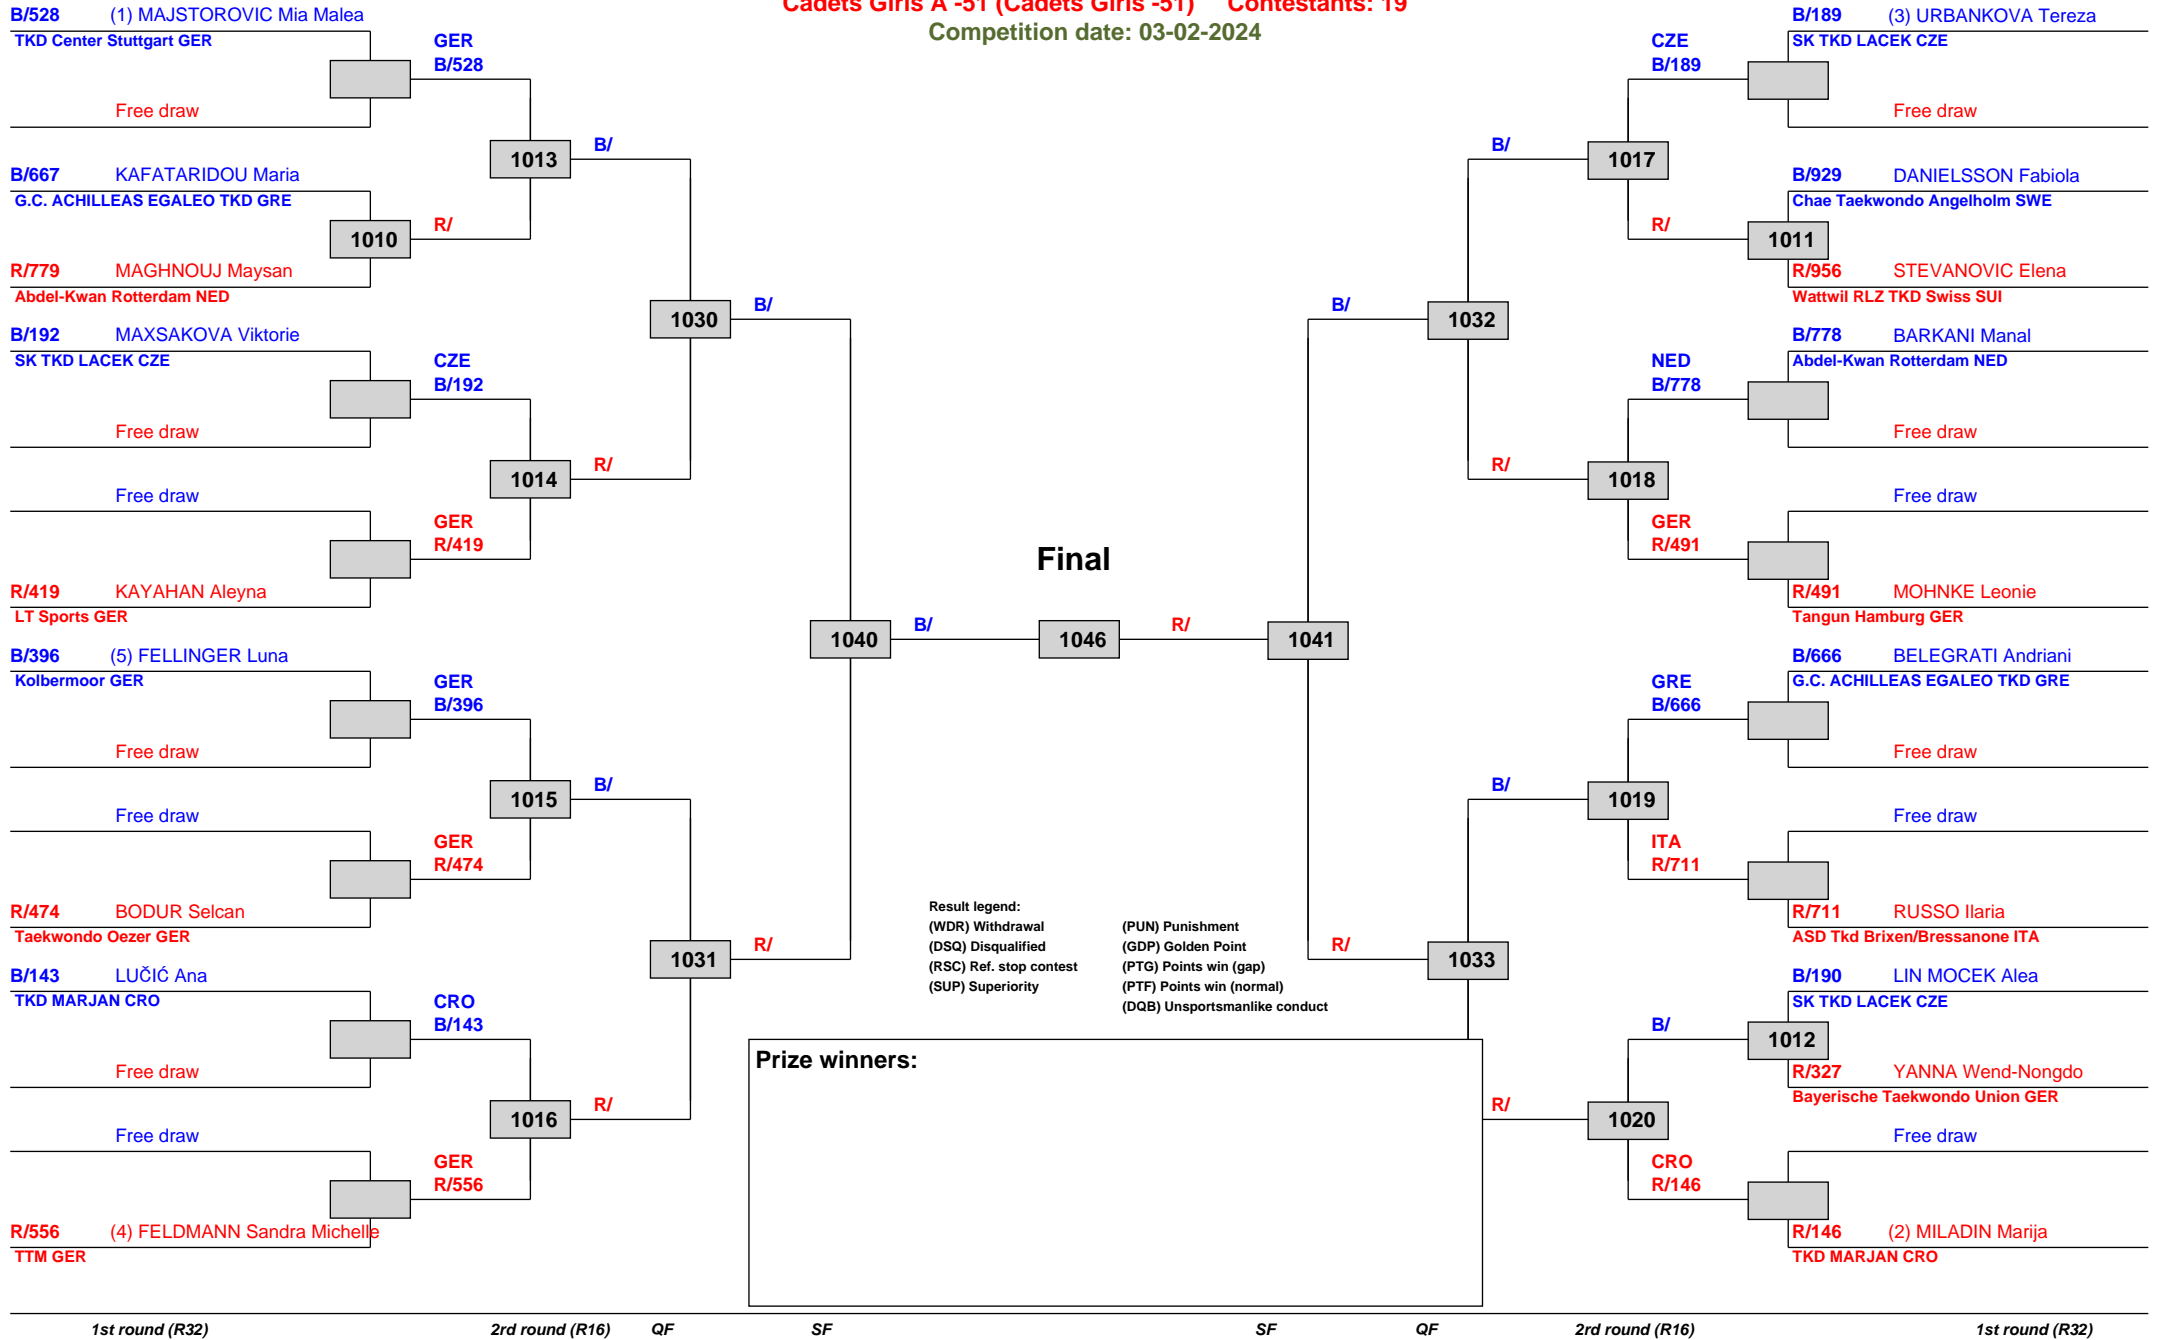 Cadets Girls A -51 (Cadets Girls -51) Contestants: 19
Competition date: 03-02-2024
B/528 (1) MAJSTOROVIC Mia Malea
TKD Center Stuttgart GER
GER
B/528
Free draw
1013
B/
B/667 KAFATARIDOU Maria
G.C. ACHILLEAS EGALEO TKD GRE
1010
R/
R/779 MAGHNOUJ Maysan
Abdel-Kwan Rotterdam NED
1030
B/
B/192 MAXSAKOVA Viktorie
SK TKD LACEK CZE
CZE
B/192
Free draw
1014
R/
Free draw
GER
R/419
R/419 KAYAHAN Aleyna
LT Sports GER
1040
B/
B/396 (5) FELLINGER Luna
Kolbermoor GER
GER
B/396
Free draw
1015
B/
Free draw
GER
R/474
R/474 BODUR Selcan
Taekwondo Oezer GER
1031
R/
B/143 LUČIĆ Ana
TKD MARJAN CRO
CRO
B/143
Free draw
1016
R/
Free draw
GER
R/556
R/556 (4) FELDMANN Sandra Michelle
TTM GER
Final
1046
R/
1041
B/189 (3) URBANKOVA Tereza
SK TKD LACEK CZE
CZE
B/189
Free draw
B/
1017
B/929 DANIELSSON Fabiola
Chae Taekwondo Angelholm SWE
R/
1011
R/956 STEVANOVIC Elena
Wattwil RLZ TKD Swiss SUI
B/
1032
B/778 BARKANI Manal
Abdel-Kwan Rotterdam NED
NED
B/778
Free draw
R/
1018
Free draw
GER
R/491
R/491 MOHNKE Leonie
Tangun Hamburg GER
B/666 BELEGRATI Andriani
G.C. ACHILLEAS EGALEO TKD GRE
GRE
B/666
Free draw
B/
1019
Free draw
ITA
R/711
R/711 RUSSO Ilaria
ASD Tkd Brixen/Bressanone ITA
R/
1033
B/190 LIN MOCEK Alea
SK TKD LACEK CZE
B/
1012
R/327 YANNA Wend-Nongdo
Bayerische Taekwondo Union GER
R/
1020
Free draw
CRO
R/146
R/146 (2) MILADIN Marija
TKD MARJAN CRO
Result legend:
(WDR) Withdrawal (PUN) Punishment
(DSQ) Disqualified (GDP) Golden Point
(RSC) Ref. stop contest (PTG) Points win (gap)
(SUP) Superiority (PTF) Points win (normal)
(DQB) Unsportsmanlike conduct
Prize winners:
1st round (R32) 2rd round (R16) QF SF SF QF 2rd round (R16) 1st round (R32)